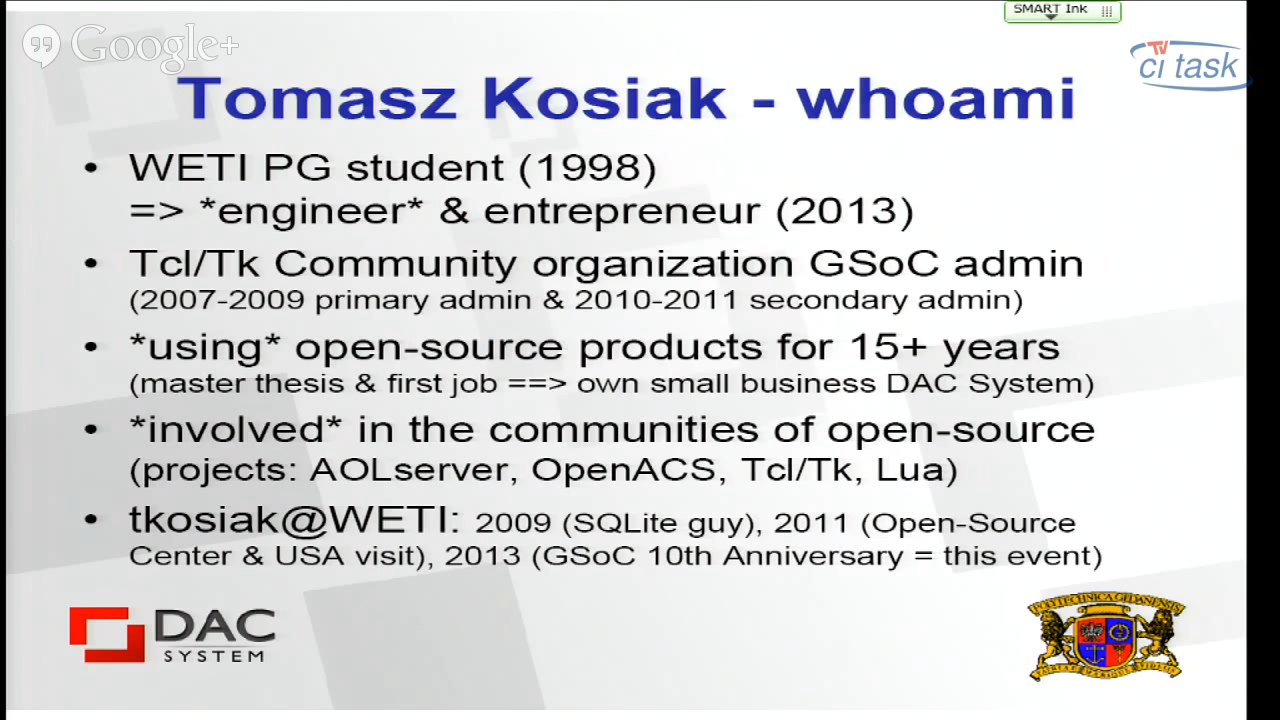 SMART Ink
Google+
TV
ci task
Tomasz Kosiak - whoami
• WETI PG student (1998)
=> *engineer* & entrepreneur (2013)
• Tcl/Tk Community organization GSoC admin
(2007-2009 primary admin & 2010-2011 secondary admin)
• *using* open-source products for 15+ years
(master thesis & first job ==> own small business DAC System)
• *involved* in the communities of open-source
(projects: AOLserver, OpenACS, Tcl/Tk, Lua)
• tkosiak@WETI: 2009 (SQLite guy), 2011 (Open-Source
Center & USA visit), 2013 (GSoC 10th Anniversary = this event)
DAC
SYSTEM
POLYTECHNICA GEDANENSIS